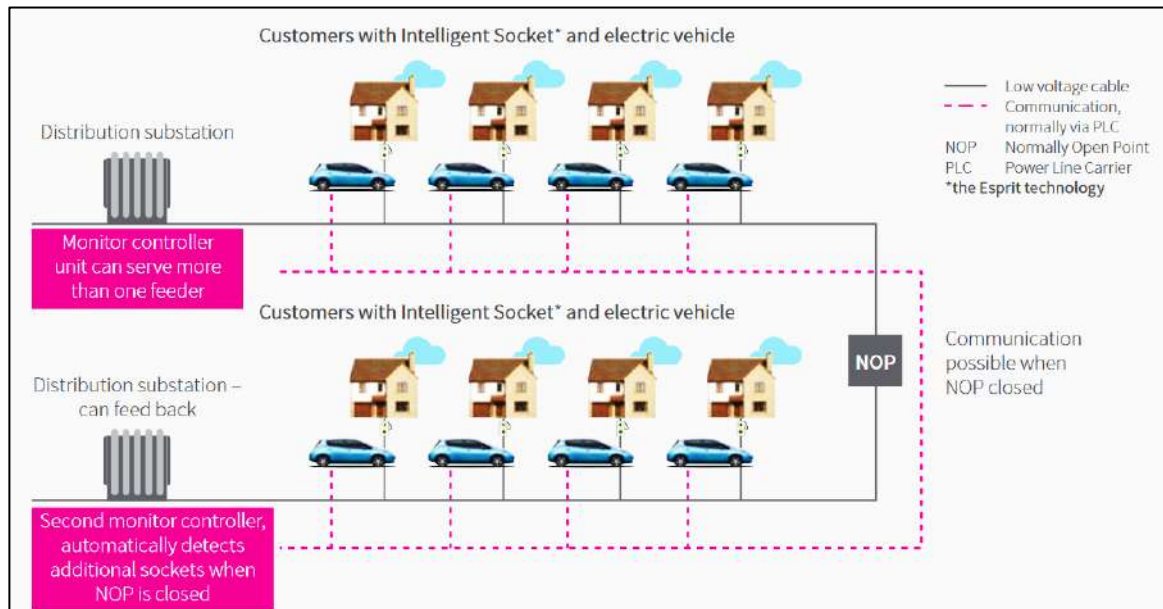 Customers with Intelligent Socket* and electric vehicle
Low voltage cable
Communication,
normally via PLC
NOP Normally Open Point
PLC Power Line Carrier
*the Esprit technology
Distribution substation
Monitor controller
unit can serve more
than one feeder
Customers with Intelligent Socket* and electric vehicle
NOP
Communication
possible when
NOP closed
Distribution substation –
can feed back
Second monitor controller,
automatically detects
additional sockets when
NOP is closed